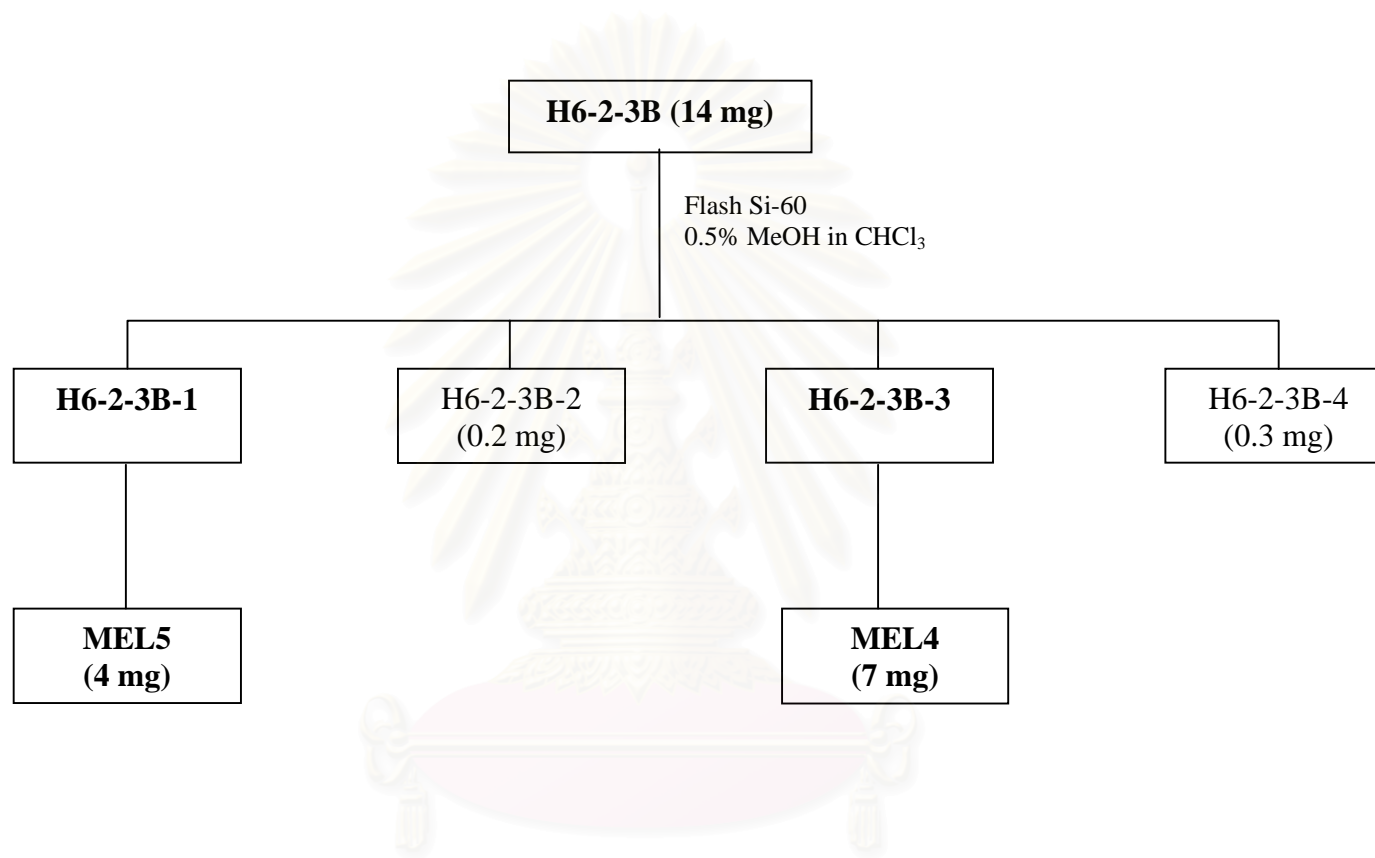 H6-2-3B (14 mg)
Flash Si-60
0.5% MeOH in CHCl₃
H6-2-3B-1
H6-2-3B-2
(0.2 mg)
H6-2-3B-3
H6-2-3B-4
(0.3 mg)
MEL5
(4 mg)
MEL4
(7 mg)